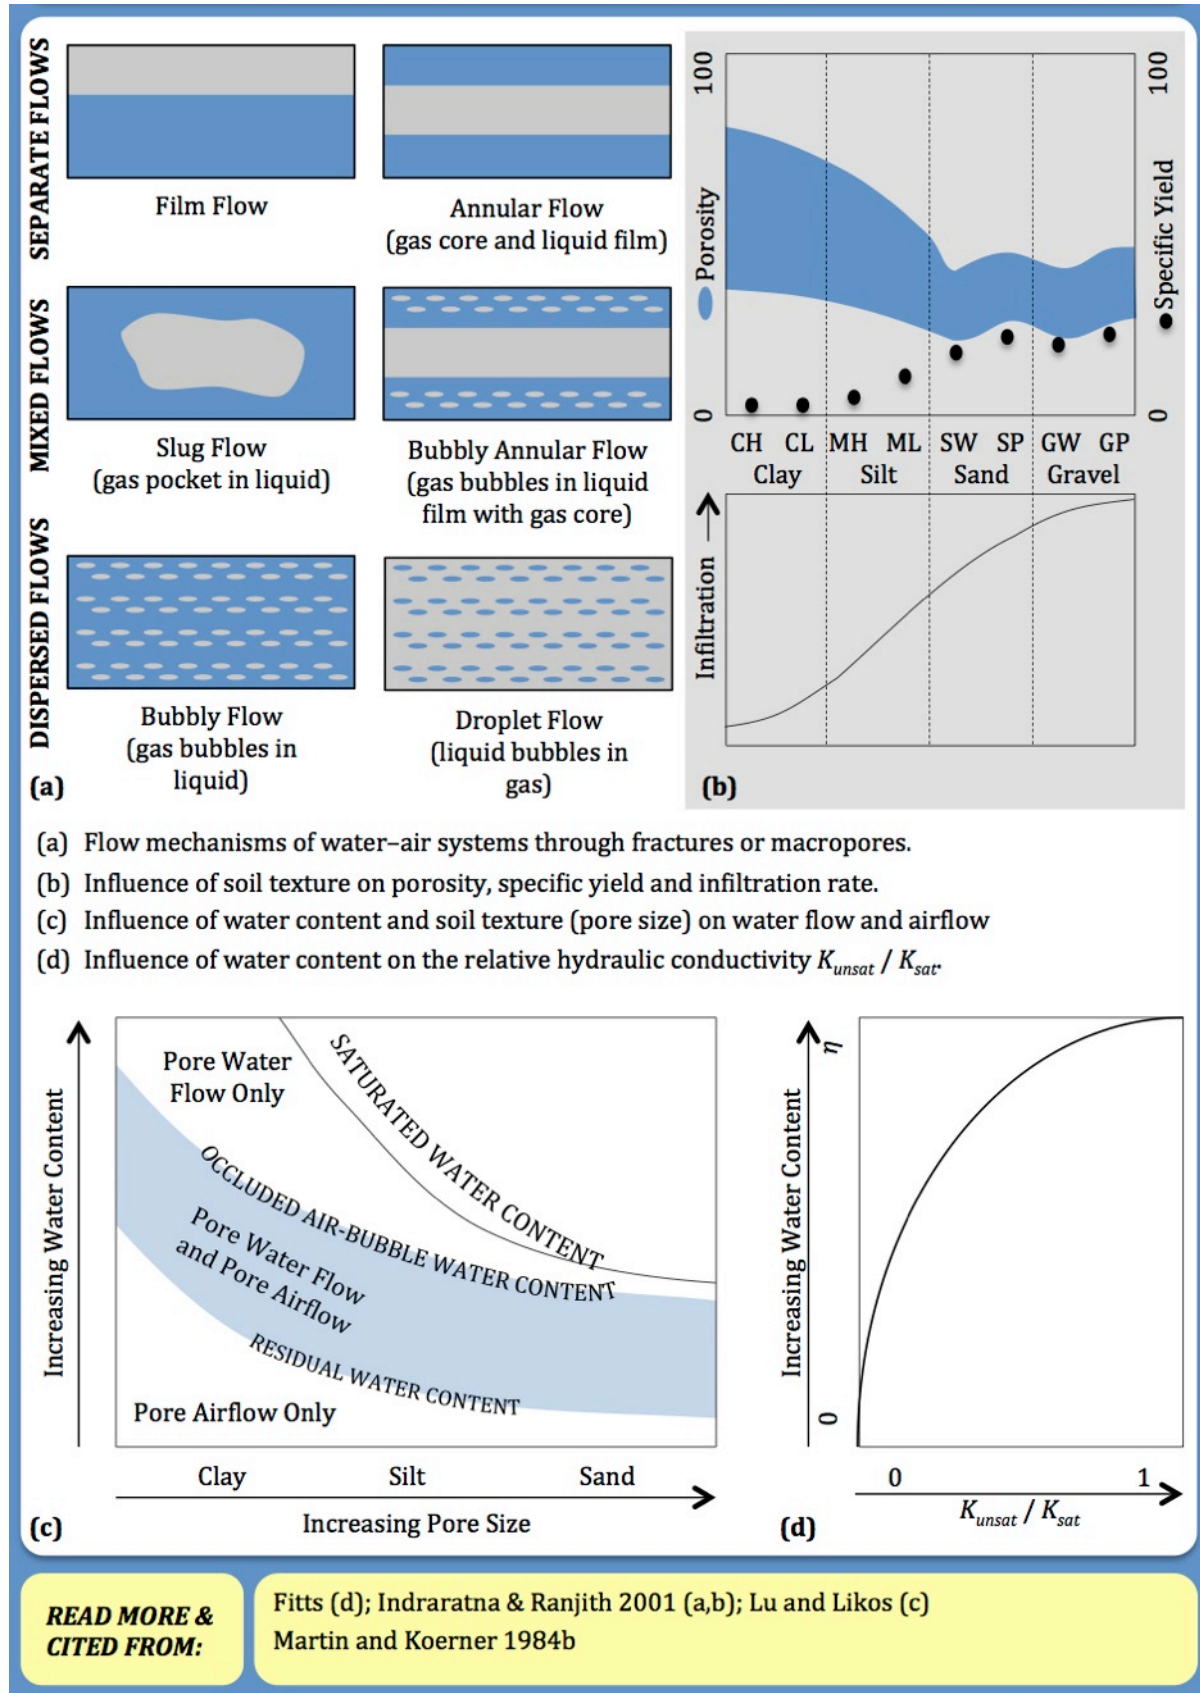 SEPARATE FLOWS
Film Flow
Annular Flow
(gas core and liquid film)
MIXED FLOWS
Slug Flow
(gas pocket in liquid)
Bubbly Annular Flow
(gas bubbles in liquid
film with gas core)
DISPERSED FLOWS
Bubbly Flow
(gas bubbles in
liquid)
Droplet Flow
(liquid bubbles in
gas)
(a)
100
Porosity
0
100
Specific Yield
0
CH CL MH ML SW SP GW GP
Clay Silt Sand Gravel
Infiltration
(b)
(a) Flow mechanisms of water–air systems through fractures or macropores.
(b) Influence of soil texture on porosity, specific yield and infiltration rate.
(c) Influence of water content and soil texture (pore size) on water flow and airflow
(d) Influence of water content on the relative hydraulic conductivity Kunsat / Ksat.
Increasing Water Content
Pore Water
Flow Only
SATURATED WATER CONTENT
OCCLUDED AIR-BUBBLE WATER CONTENT
Pore Water Flow
and Pore Airflow
RESIDUAL WATER CONTENT
Pore Airflow Only
Clay Silt Sand
Increasing Pore Size
(c)
η
Increasing Water Content
0
0 1
Kunsat / Ksat
(d)
READ MORE &
CITED FROM:
Fitts (d); Indraratna & Ranjith 2001 (a,b); Lu and Likos (c)
Martin and Koerner 1984b